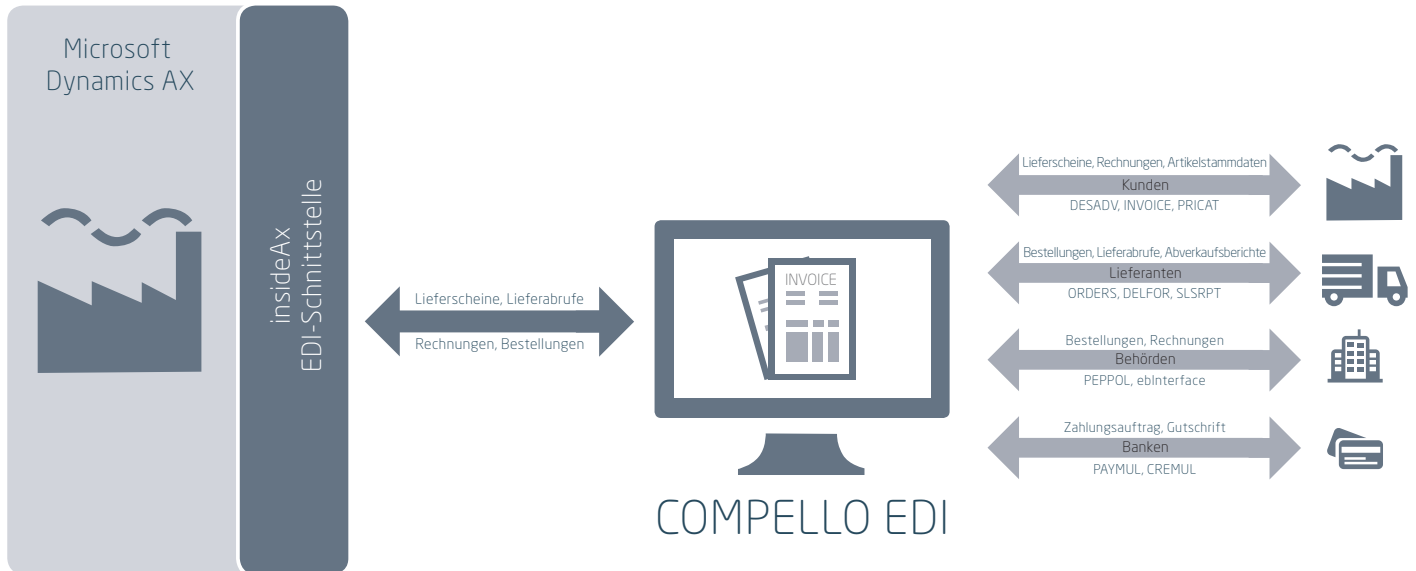 Microsoft
Dynamics AX
insideAx
EDI-Schnittstelle
Lieferscheine, Lieferabrufe
Rechnungen, Bestellungen
INVOICE
COMPELLO EDI
Lieferscheine, Rechnungen, Artikelstammdaten
Kunden
DESADV, INVOICE, PRICAT
Bestellungen, Lieferabrufe, Abverkaufsberichte
Lieferanten
ORDERS, DELFOR, SLSRPT
Bestellungen, Rechnungen
Behörden
PEPPOL, ebInterface
Zahlungsauftrag, Gutschrift
Banken
PAYMUL, CREMUL